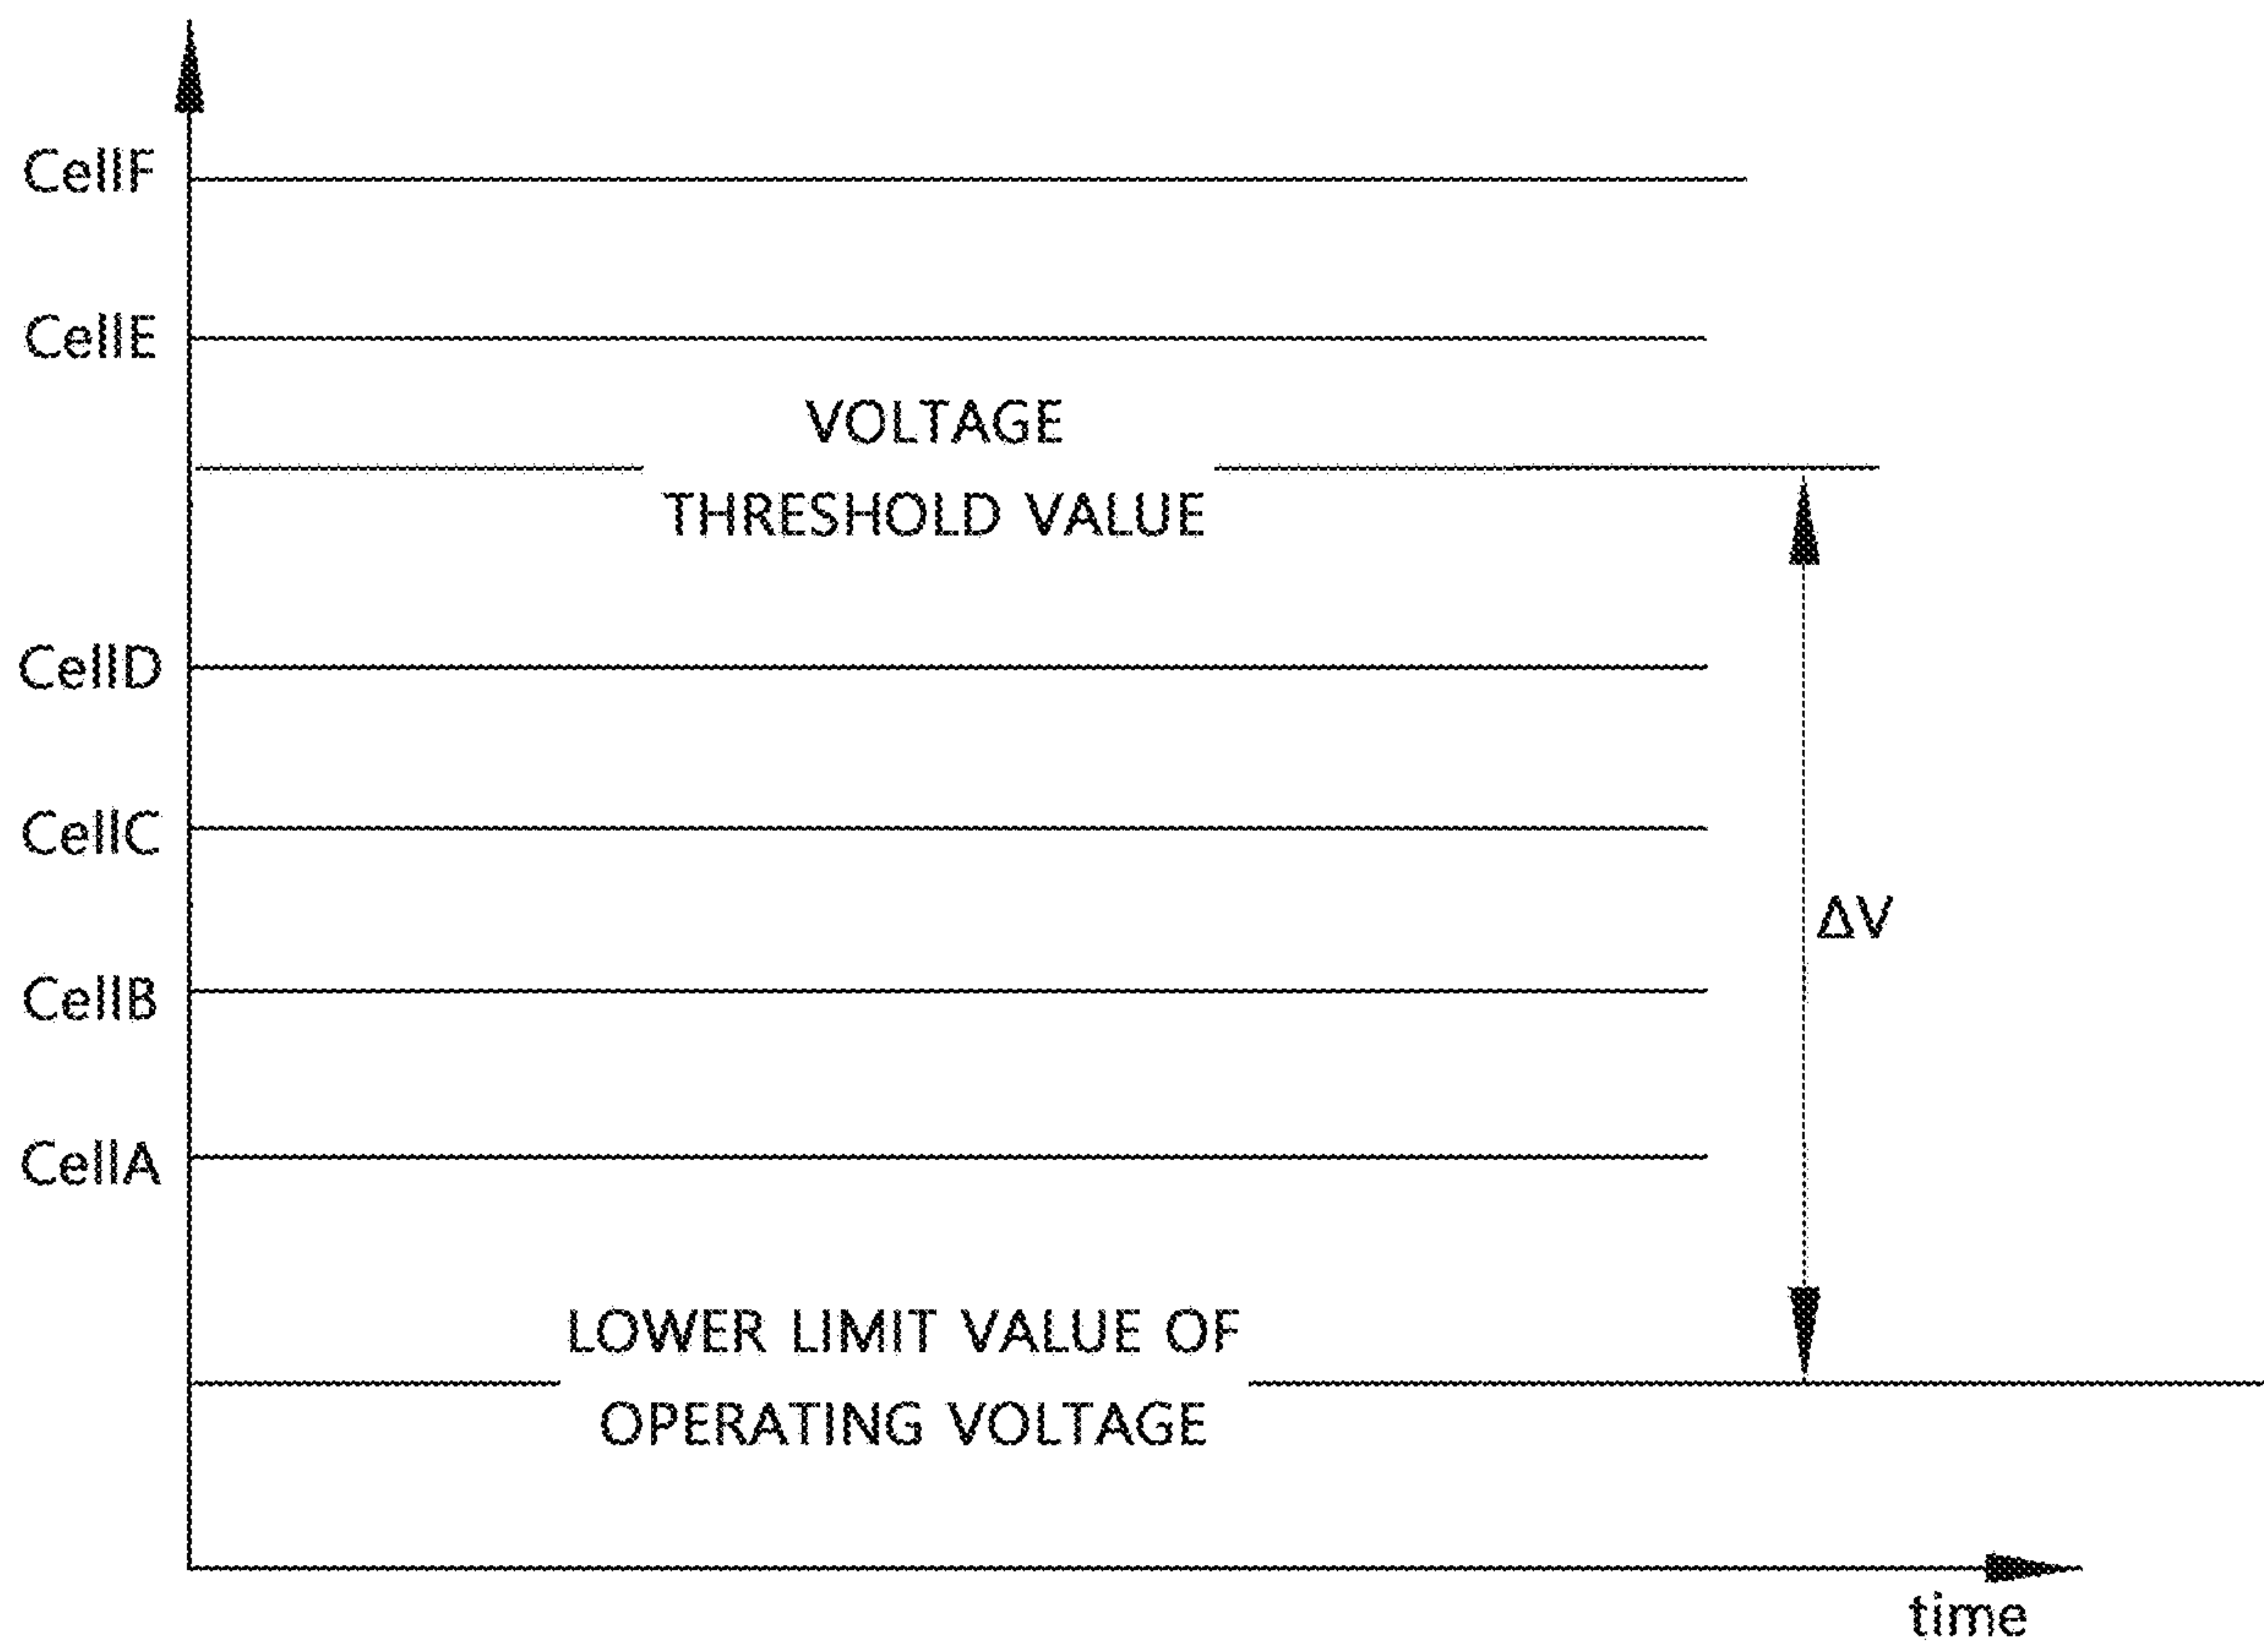 CellF
CellE
VOLTAGE
THRESHOLD VALUE
CellD
CellC
ΔV
CellB
CellA
LOWER LIMIT VALUE OF
OPERATING VOLTAGE
time